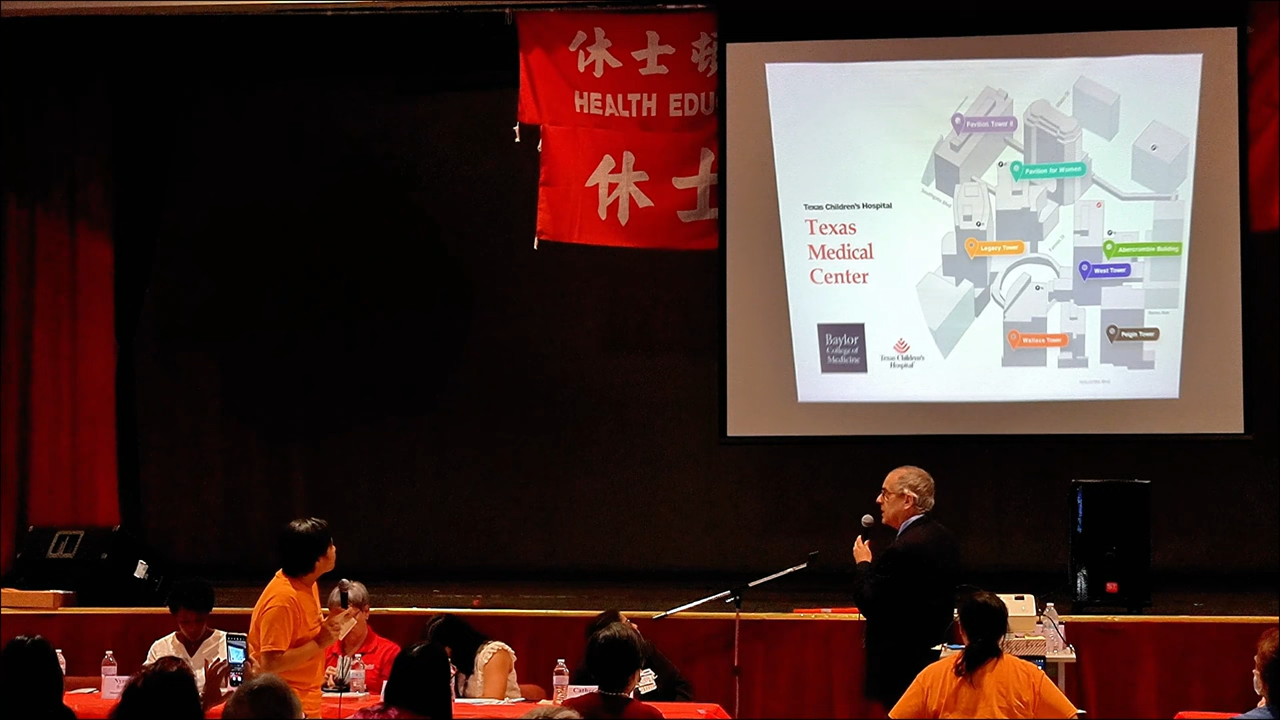 休士頓
HEALTH EDU
休士
Texas Children's Hospital
Texas
Medical
Center
Baylor
College of
Medicine
Texas Children's
Hospital
Pavilion Tower II
Pavilion for Women
Legacy Tower
Abercrombie Building
West Tower
Wallace Tower
Feigin Tower